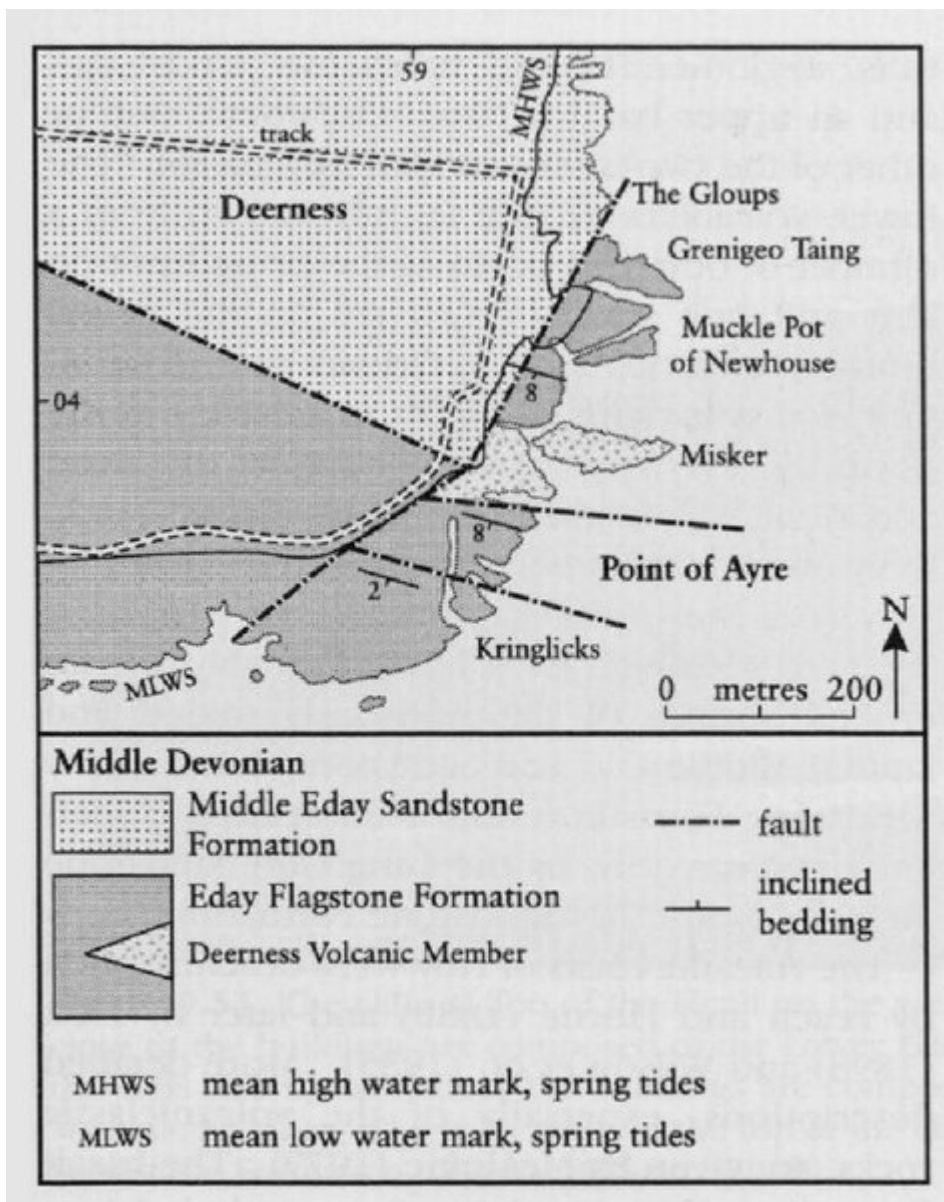 59
MHWS
track
The Gloups
Deerness
Grenigeo Taing
Muckle Pot
of Newhouse
8
04
Misker
8
Point of Ayre
2
N
Kringlicks
MLWS
0 metres 200
Middle Devonian
Middle Eday Sandstone
Formation
fault
Eday Flagstone Formation
inclined
bedding
Deerness Volcanic Member
MHWS mean high water mark, spring tides
MLWS mean low water mark, spring tides